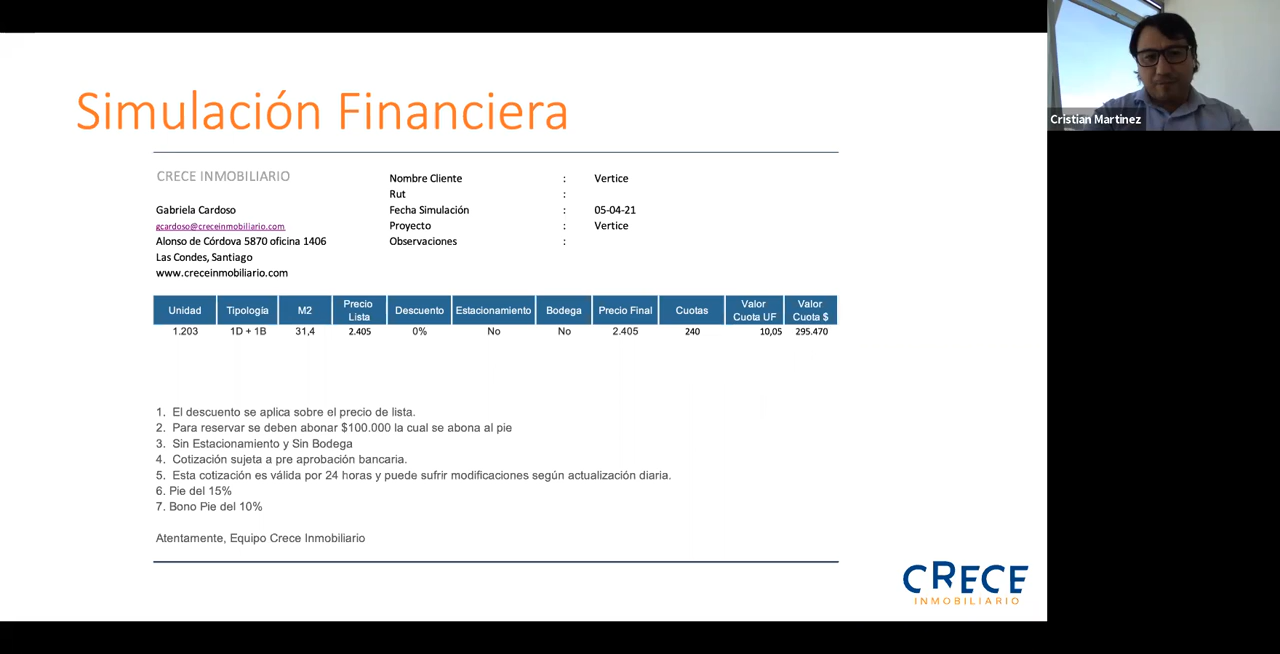 Simulación Financiera
CRECE INMOBILIARIO
Gabriela Cardoso
gcardoso@creceinmobiliario.com
Alonso de Córdova 5870 oficina 1406
Las Condes, Santiago
www.creceinmobiliario.com
Nombre Cliente : Vertice
Rut :
Fecha Simulación : 05-04-21
Proyecto : Vertice
Observaciones :
Unidad Tipología M2 Precio Lista Descuento Estacionamiento Bodega Precio Final Cuotas Valor Cuota UF Valor Cuota $
1.203 1D + 1B 31,4 2.405 0% No No 2.405 240 10,05 295.470
1. El descuento se aplica sobre el precio de lista.
2. Para reservar se deben abonar $100.000 la cual se abona al pie
3. Sin Estacionamiento y Sin Bodega
4. Cotización sujeta a pre aprobación bancaria.
5. Esta cotización es válida por 24 horas y puede sufrir modificaciones según actualización diaria.
6. Pie del 15%
7. Bono Pie del 10%
Atentamente, Equipo Crece Inmobiliario
CRECE
INMOBILIARIO
Cristian Martinez